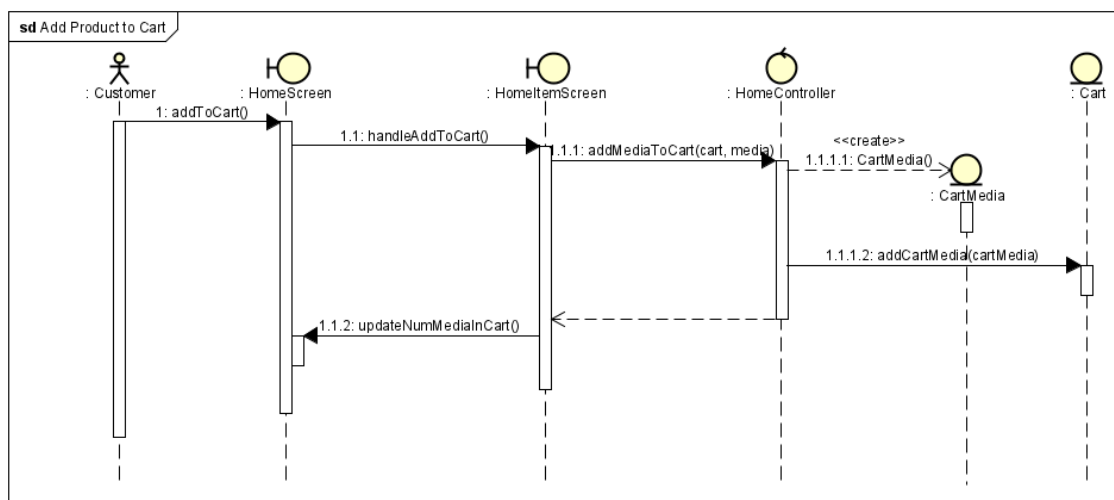 sd Add Product to Cart
: Customer
: HomeScreen
: HomeItemScreen
: HomeController
: Cart
1: addToCart()
1.1: handleAddToCart()
1.1.1: addMediaToCart(cart, media)
<<create>>
1.1.1.1: CartMedia()
: CartMedia
1.1.1.2: addCartMedia(cartMedia)
1.1.2: updateNumMediaInCart()